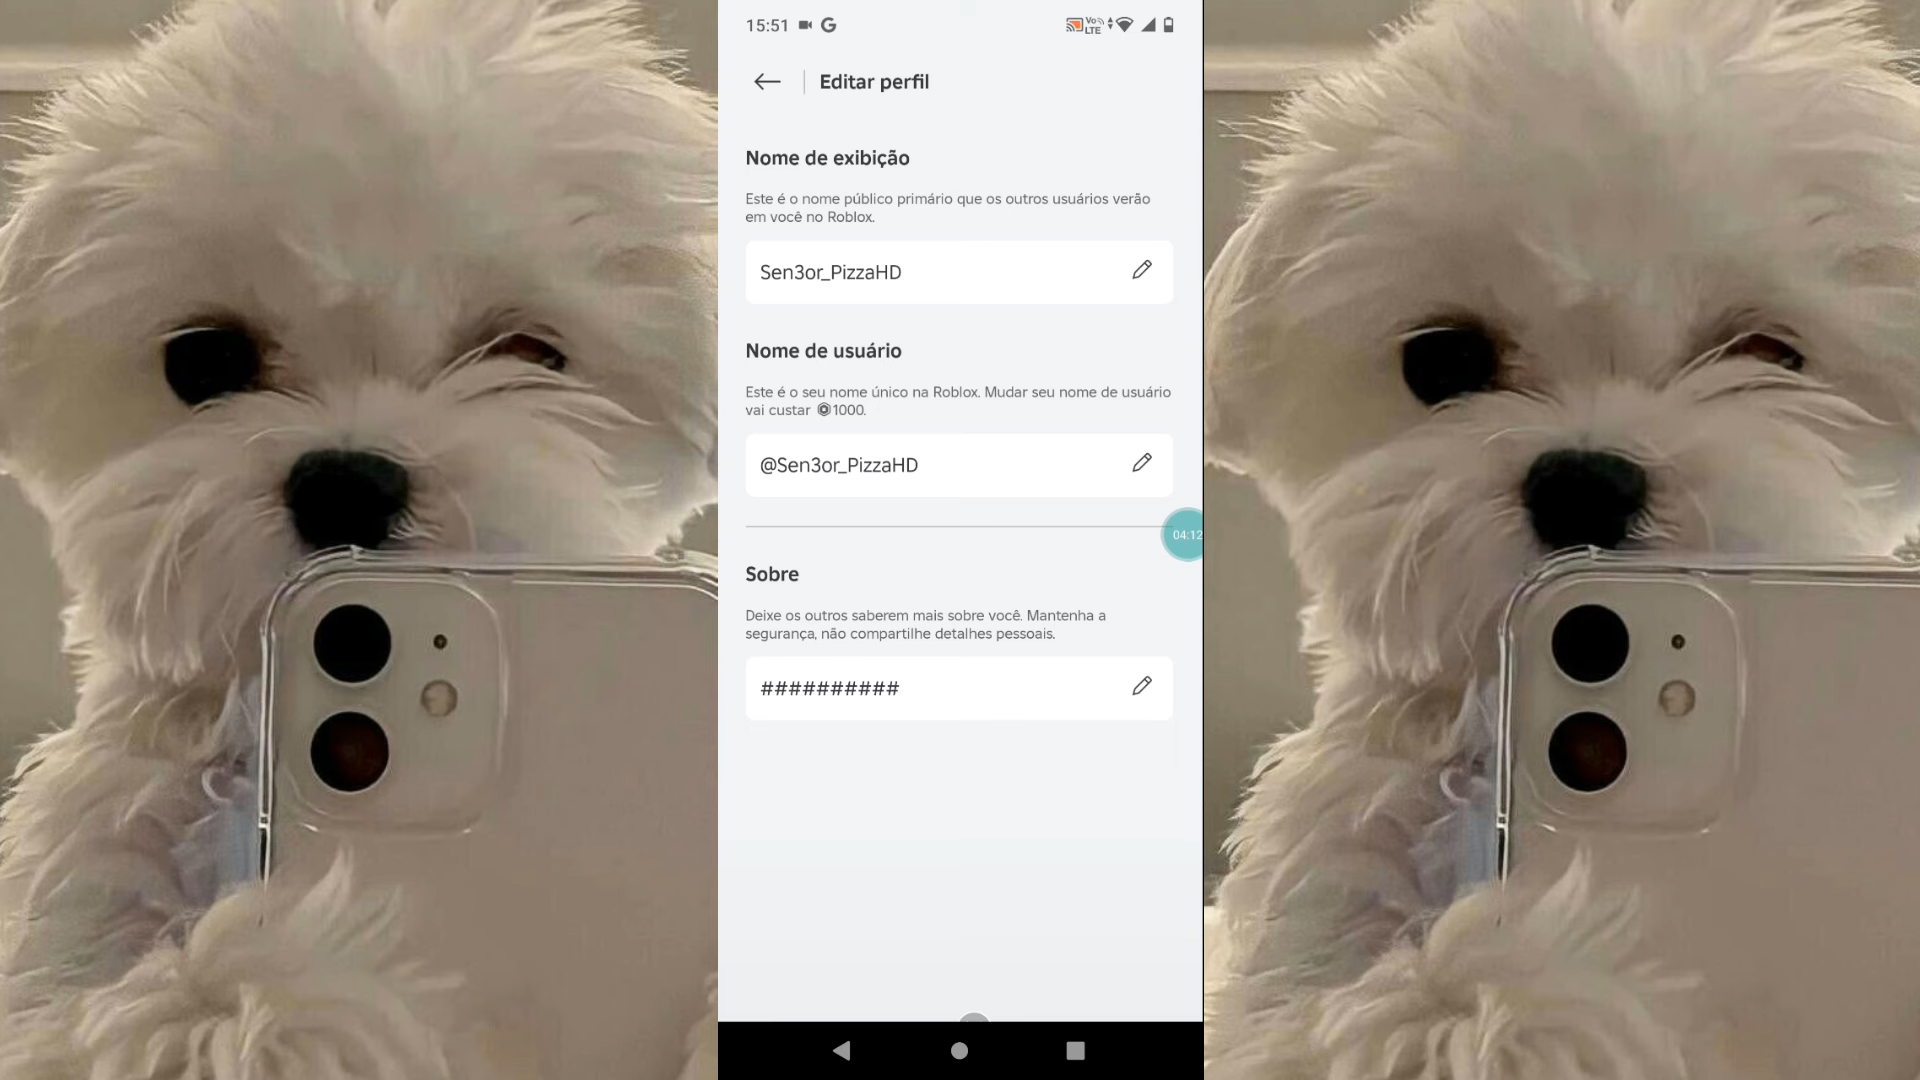 15:51 G Vo LTE
Editar perfil
Nome de exibição
Este é o nome público primário que os outros usuários verão
em você no Roblox.
Sen3or_PizzaHD
Nome de usuário
Este é o seu nome único na Roblox. Mudar seu nome de usuário
vai custar 1000.
@Sen3or_PizzaHD
04:12
Sobre
Deixe os outros saberem mais sobre você. Mantenha a
segurança, não compartilhe detalhes pessoais.
##########